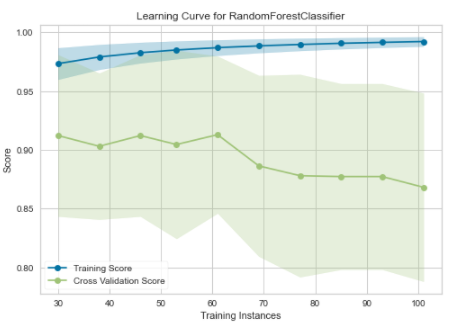 Learning Curve for RandomForestClassifier
1.00
0.95
0.90
0.85
0.80
Score
Training Score
Cross Validation Score
30 40 50 60 70 80 90 100
Training Instances